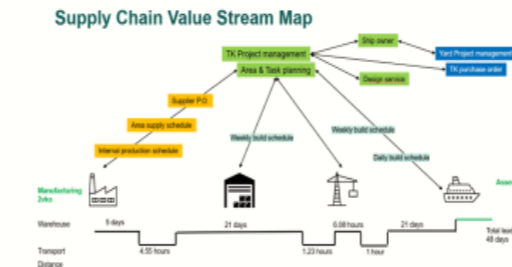 Supply Chain Value Stream Map
Ship owner
TK Project management
Yard Project management
Area & Task planning
TK purchase order
Design service
Supplier P.O.
Area supply schedule
Weekly build schedule
Weekly build schedule
Internal production schedule
Daily build schedule
Manufacturing
2vks
Warehouse
5 days
21 days
0.08 hours
21 days
Transport
4.55 hours
1.23 hours
1 hour
48 days
Distance